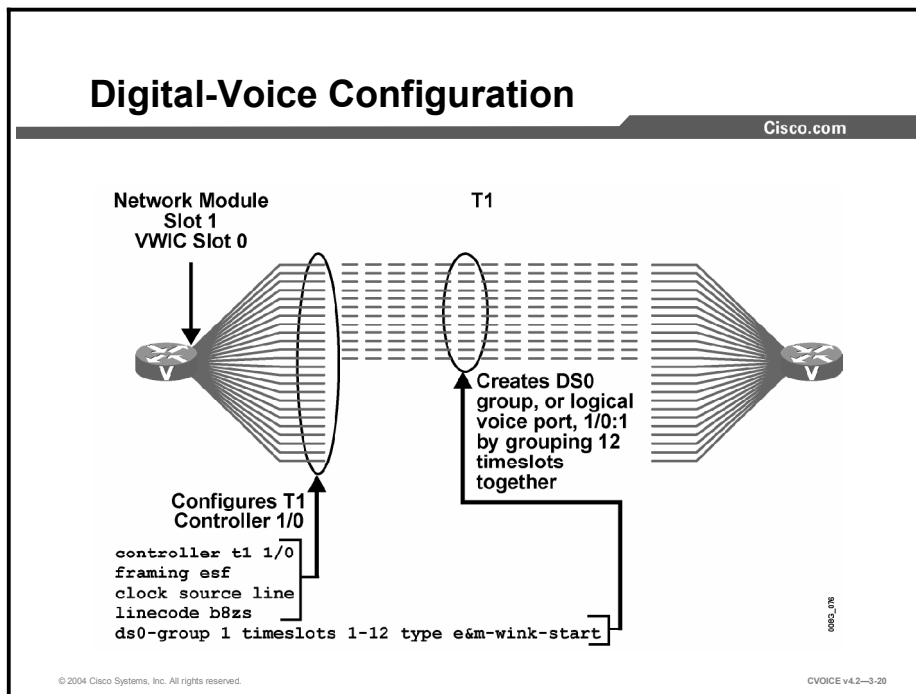 Digital-Voice Configuration
Cisco.com
Network Module
Slot 1
VWIC Slot 0
T1
V
V
Creates DS0
group, or logical
voice port, 1/0:1
by grouping 12
timeslots
together
Configures T1
Controller 1/0
controller t1 1/0
framing esf
clock source line
linecode b8zs
ds0-group 1 timeslots 1-12 type e&m-wink-start
008G_076
© 2004 Cisco Systems, Inc. All rights reserved.
CVOICE v4.2—3-20